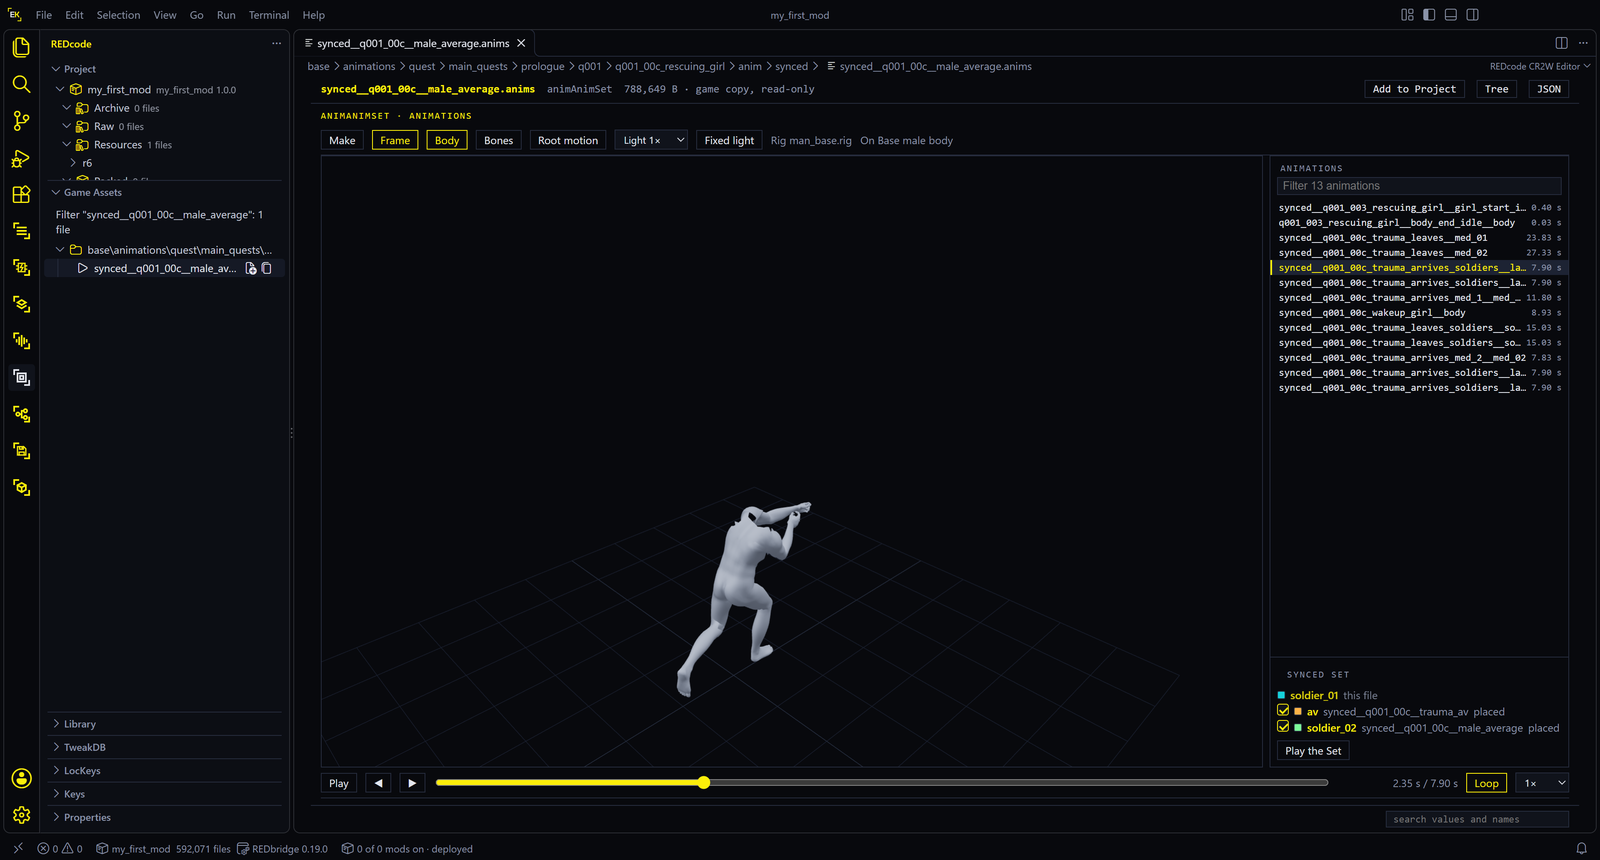 File Edit Selection View Go Run Terminal Help
my_first_mod
REDcode
Project
my_first_mod my_first_mod 1.0.0
Archive 0 files
Raw 0 files
Resources 1 files
r6
Game Assets
Filter "synced__q001_00c__male_average": 1 file
base\animations\quest\main_quests\...
synced__q001_00c__male_av...
Library
TweakDB
LocKeys
Keys
Properties
synced__q001_00c__male_average.anims
base > animations > quest > main_quests > prologue > q001 > q001_00c_rescuing_girl > anim > synced > synced__q001_00c__male_average.anims
REDcode CR2W Editor
synced__q001_00c__male_average.anims animAnimSet 788,649 B · game copy, read-only
Add to Project Tree JSON
ANIMANIMSET · ANIMATIONS
Make Frame Body Bones Root motion Light 1× Fixed light Rig man_base.rig On Base male body
ANIMATIONS
Filter 13 animations
synced__q001_003_rescuing_girl__girl_start_i... 0.40 s
q001_003_rescuing_girl__body_end_idle__body 0.03 s
synced__q001_00c_trauma_leaves__med_01 23.83 s
synced__q001_00c_trauma_leaves__med_02 27.33 s
synced__q001_00c_trauma_arrives_soldiers__la... 7.90 s
synced__q001_00c_trauma_arrives_soldiers__la... 7.90 s
synced__q001_00c_trauma_arrives_med_1__med_... 11.80 s
synced__q001_00c_wakeup_girl__body 8.93 s
synced__q001_00c_trauma_leaves_soldiers__so... 15.03 s
synced__q001_00c_trauma_leaves_soldiers__so... 15.03 s
synced__q001_00c_trauma_arrives_med_2__med_02 7.83 s
synced__q001_00c_trauma_arrives_soldiers__la... 7.90 s
synced__q001_00c_trauma_arrives_soldiers__la... 7.90 s
SYNCED SET
soldier_01 this file
av synced__q001_00c__trauma_av placed
soldier_02 synced__q001_00c__male_average placed
Play the Set
Play 2.35 s / 7.90 s Loop 1×
search values and names
0 0 my_first_mod 592,071 files REDbridge 0.19.0 0 of 0 mods on · deployed